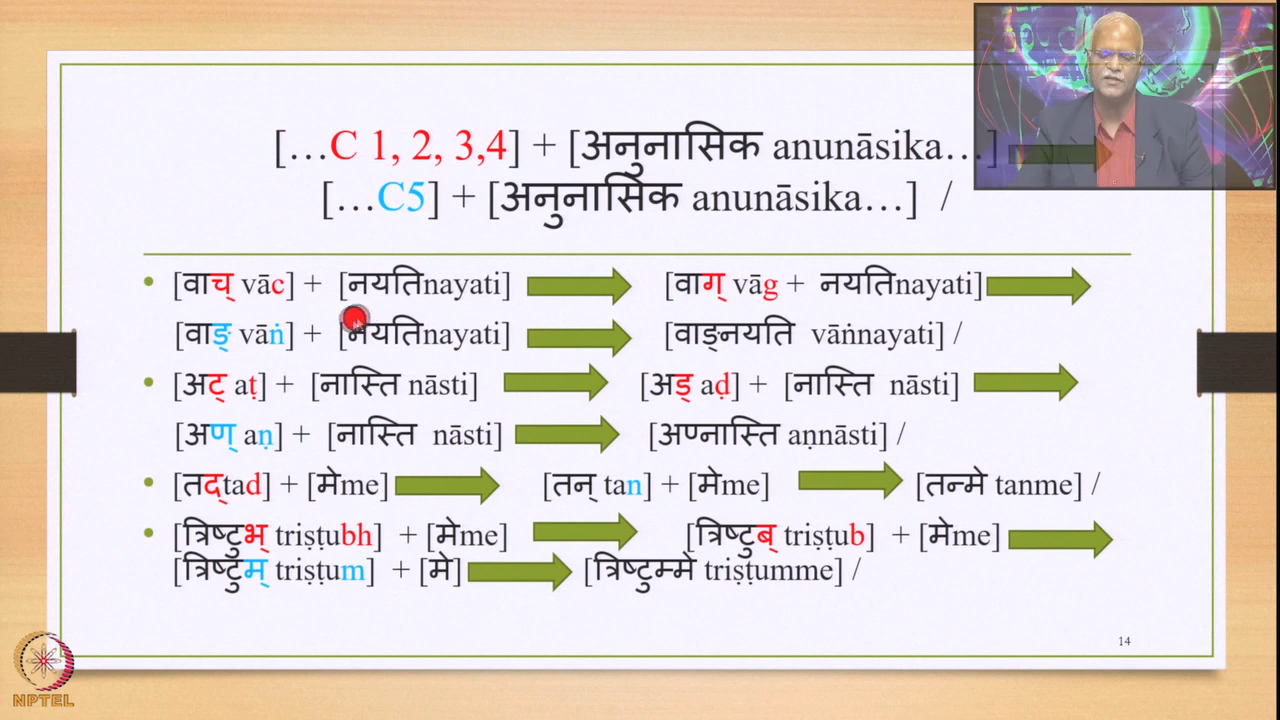 […C 1, 2, 3,4] + [अनुनासिक anunāsika…]
[…C5] + [अनुनासिक anunāsika…] /
• [वाच् vāc] + [नयतिnayati] [वाग् vāg + नयतिnayati]
[वाङ् vāṅ] + [नयतिnayati] [वाङ्नयति vāṅnayati] /
• [अट् aṭ] + [नास्ति nāsti] [अड् aḍ] + [नास्ति nāsti]
[अण् aṇ] + [नास्ति nāsti] [अण्नास्ति aṇnāsti] /
• [तद्tad] + [मेme] [तन् tan] + [मेme] [तन्मे tanme] /
• [त्रिष्टुभ् triṣṭubh] + [मेme] [त्रिष्टुब् triṣṭub] + [मेme]
[त्रिष्टुम् triṣṭum] + [मे] [त्रिष्टुम्मे triṣṭumme] /
14
NPTEL